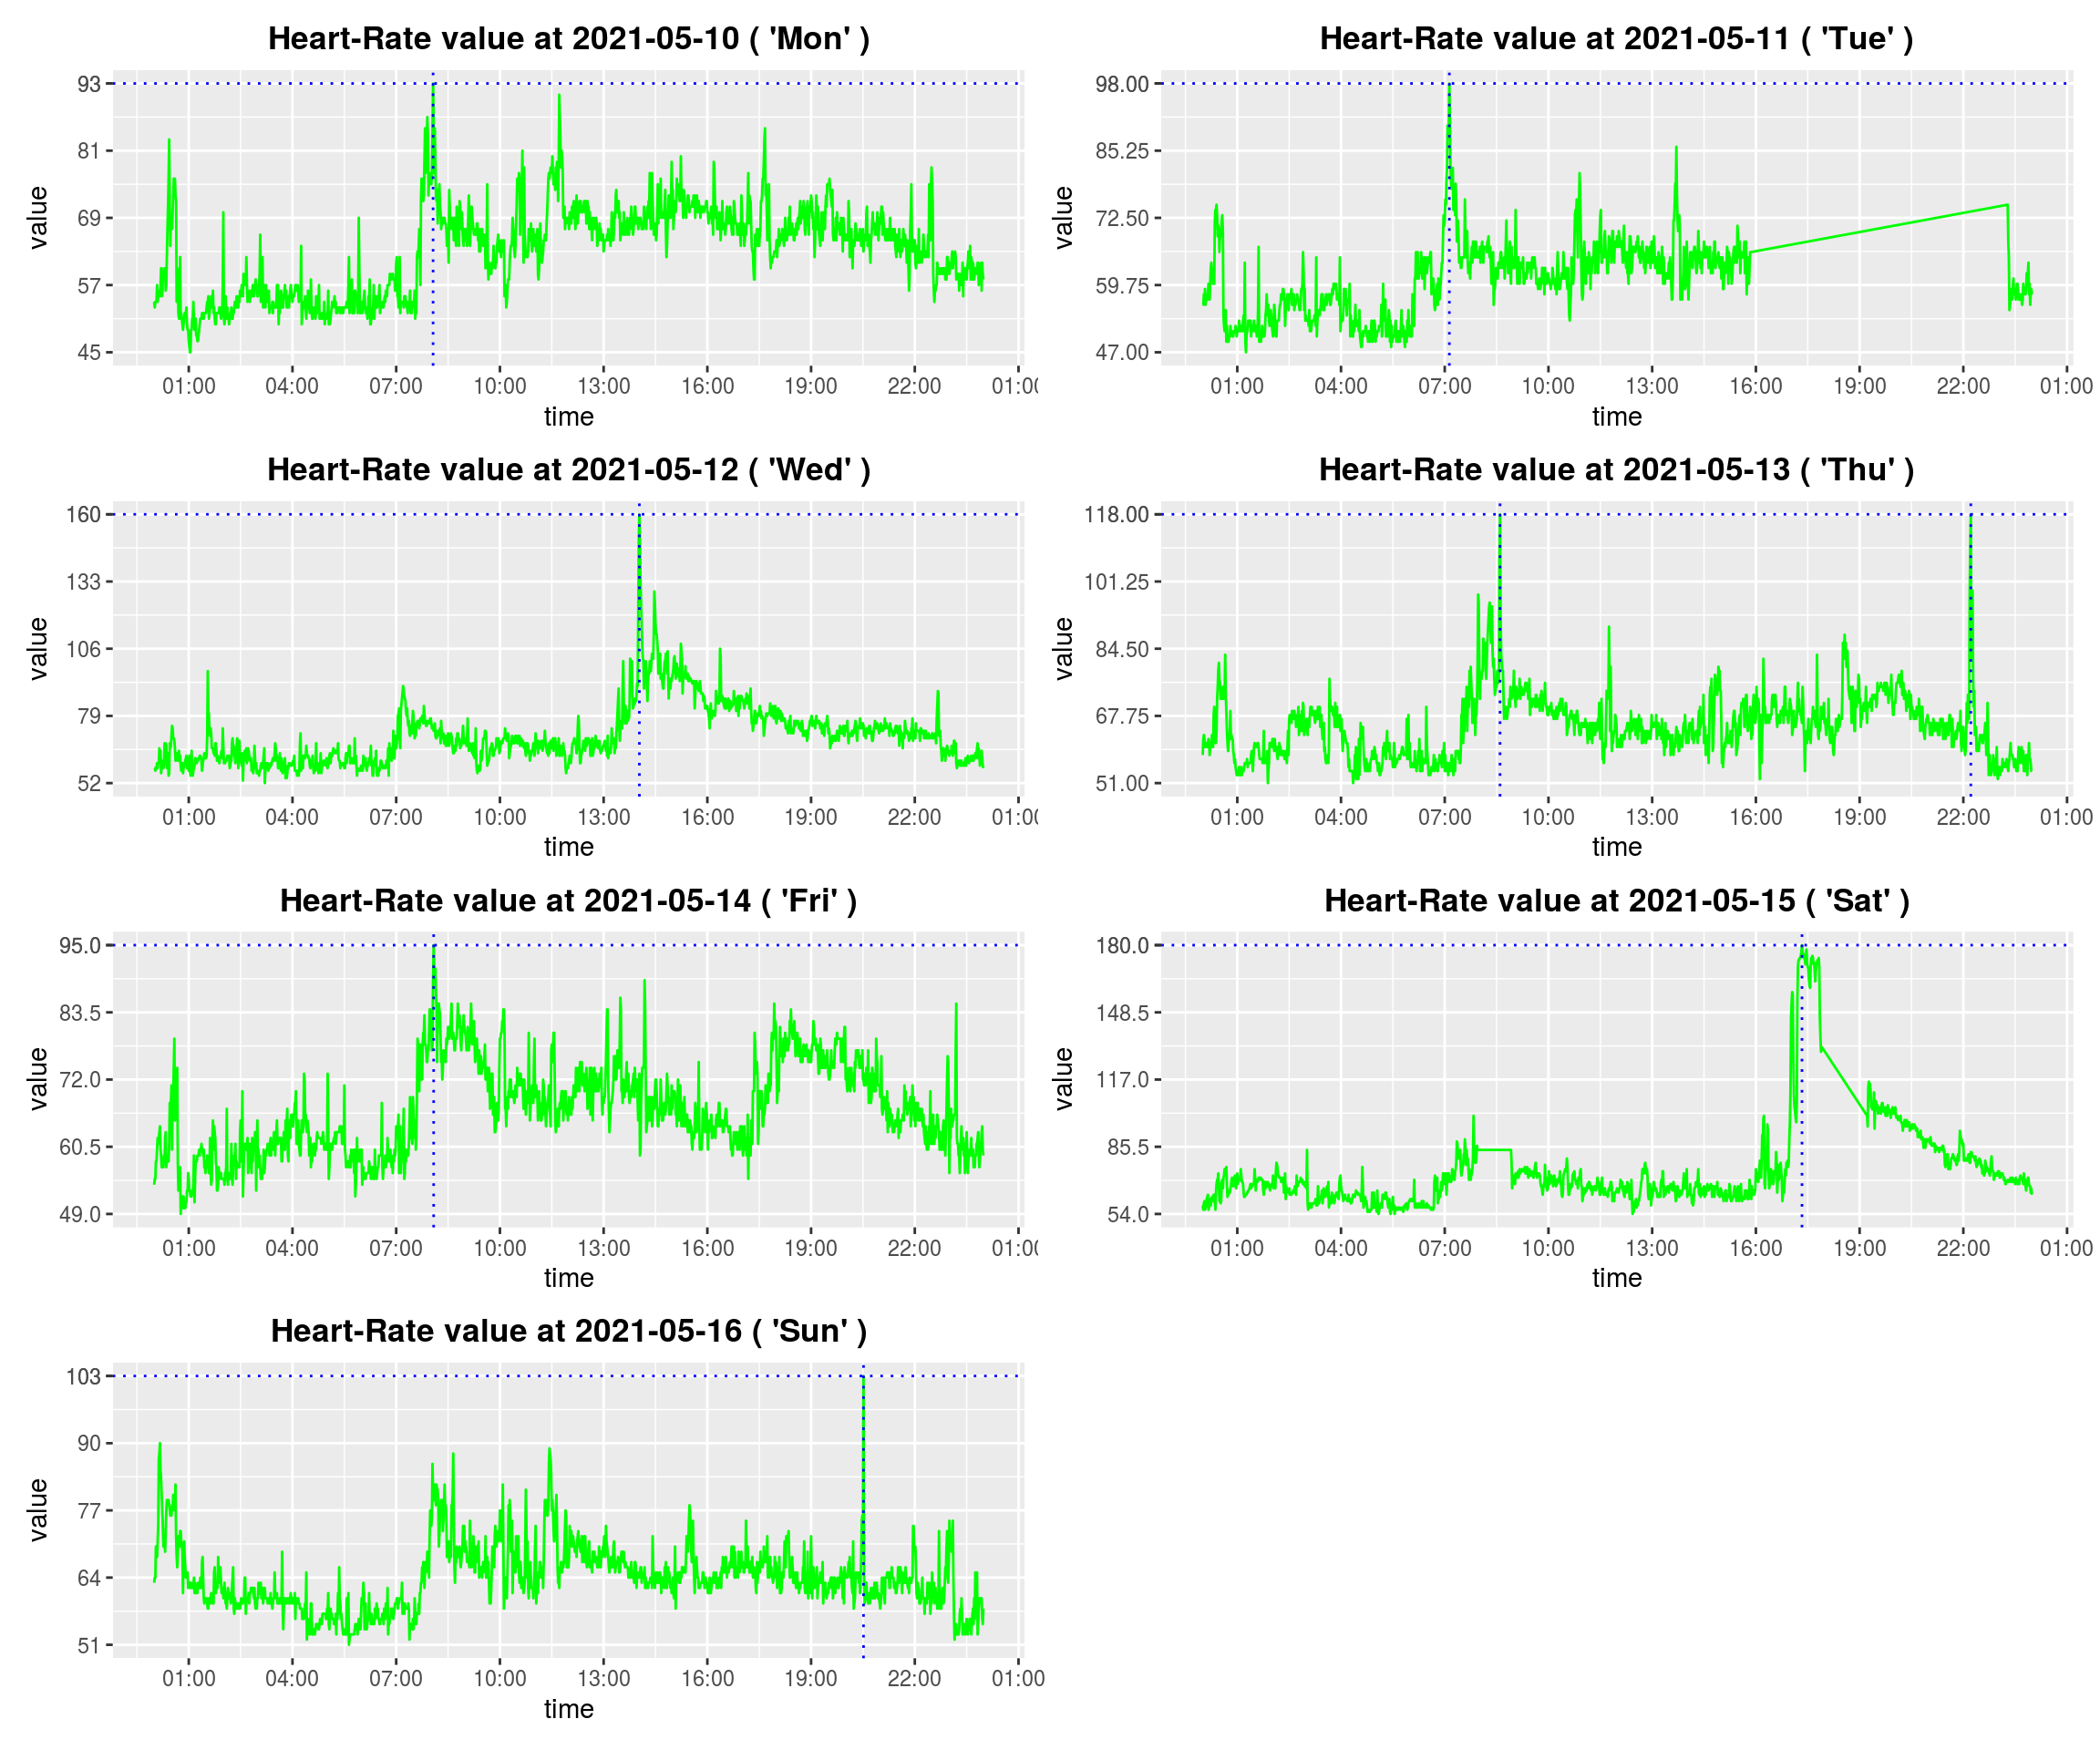 Heart-Rate value at 2021-05-10 ( 'Mon' )
value
93
81
69
57
45
01:00 04:00 07:00 10:00 13:00 16:00 19:00 22:00 01:00
time
Heart-Rate value at 2021-05-11 ( 'Tue' )
value
98.00
85.25
72.50
59.75
47.00
01:00 04:00 07:00 10:00 13:00 16:00 19:00 22:00 01:00
time
Heart-Rate value at 2021-05-12 ( 'Wed' )
value
160
133
106
79
52
01:00 04:00 07:00 10:00 13:00 16:00 19:00 22:00 01:00
time
Heart-Rate value at 2021-05-13 ( 'Thu' )
value
118.00
101.25
84.50
67.75
51.00
01:00 04:00 07:00 10:00 13:00 16:00 19:00 22:00 01:00
time
Heart-Rate value at 2021-05-14 ( 'Fri' )
value
95.0
83.5
72.0
60.5
49.0
01:00 04:00 07:00 10:00 13:00 16:00 19:00 22:00 01:00
time
Heart-Rate value at 2021-05-15 ( 'Sat' )
value
180.0
148.5
117.0
85.5
54.0
01:00 04:00 07:00 10:00 13:00 16:00 19:00 22:00 01:00
time
Heart-Rate value at 2021-05-16 ( 'Sun' )
value
103
90
77
64
51
01:00 04:00 07:00 10:00 13:00 16:00 19:00 22:00 01:00
time